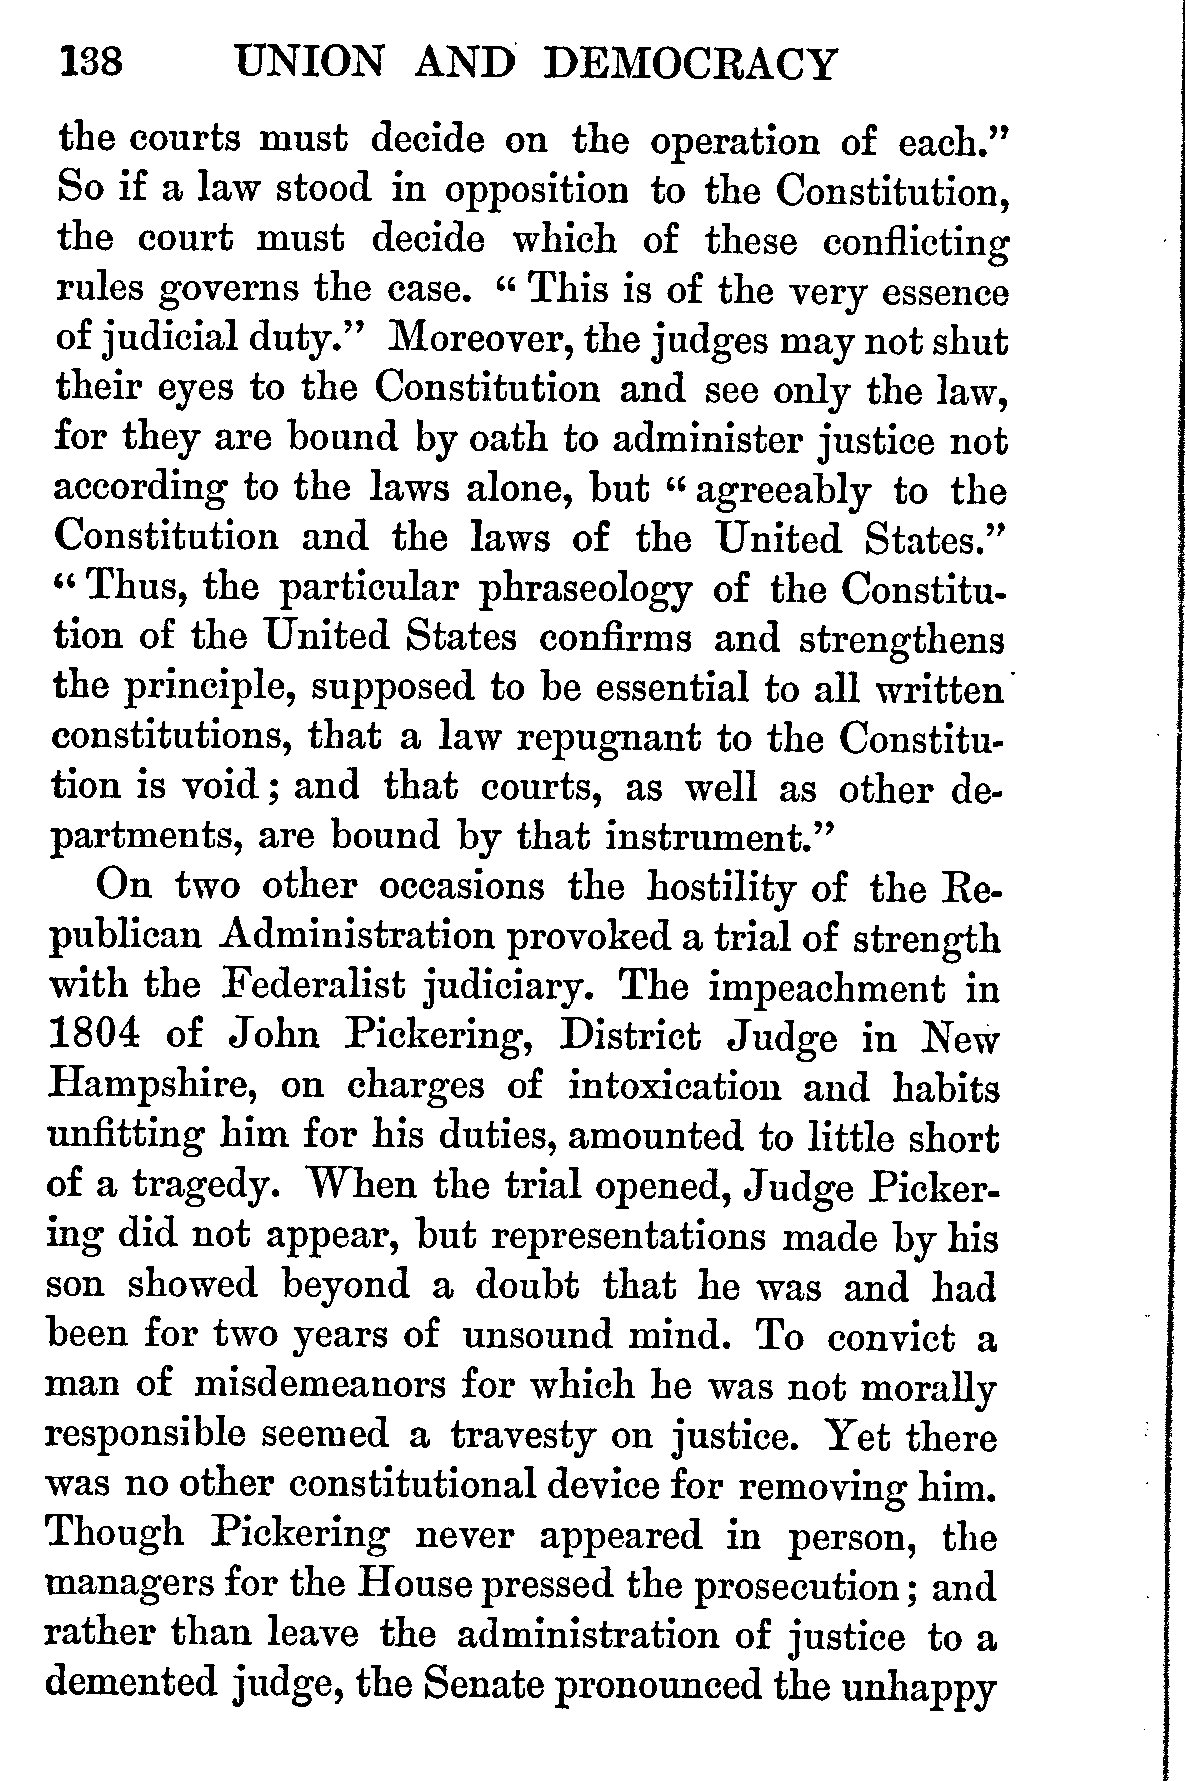 138 UNION AND DEMOCRACY
the courts must decide on the operation of each.”
So if a law stood in opposition to the Constitution,
the court must decide which of these conflicting
rules governs the case. “ This is of the very essence
of judicial duty.” Moreover, the judges may not shut
their eyes to the Constitution and see only the law,
for they are bound by oath to administer justice not
according to the laws alone, but “ agreeably to the
Constitution and the laws of the United States.”
“ Thus, the particular phraseology of the Constitu-
tion of the United States confirms and strengthens
the principle, supposed to be essential to all written
constitutions, that a law repugnant to the Constitu-
tion is void ; and that courts, as well as other de-
partments, are bound by that instrument.”
On two other occasions the hostility of the Re-
publican Administration provoked a trial of strength
with the Federalist judiciary. The impeachment in
1804 of John Pickering, District Judge in New
Hampshire, on charges of intoxication and habits
unfitting him for his duties, amounted to little short
of a tragedy. When the trial opened, Judge Picker-
ing did not appear, but representations made by his
son showed beyond a doubt that he was and had
been for two years of unsound mind. To convict a
man of misdemeanors for which he was not morally
responsible seemed a travesty on justice. Yet there
was no other constitutional device for removing him.
Though Pickering never appeared in person, the
managers for the House pressed the prosecution ; and
rather than leave the administration of justice to a
demented judge, the Senate pronounced the unhappy